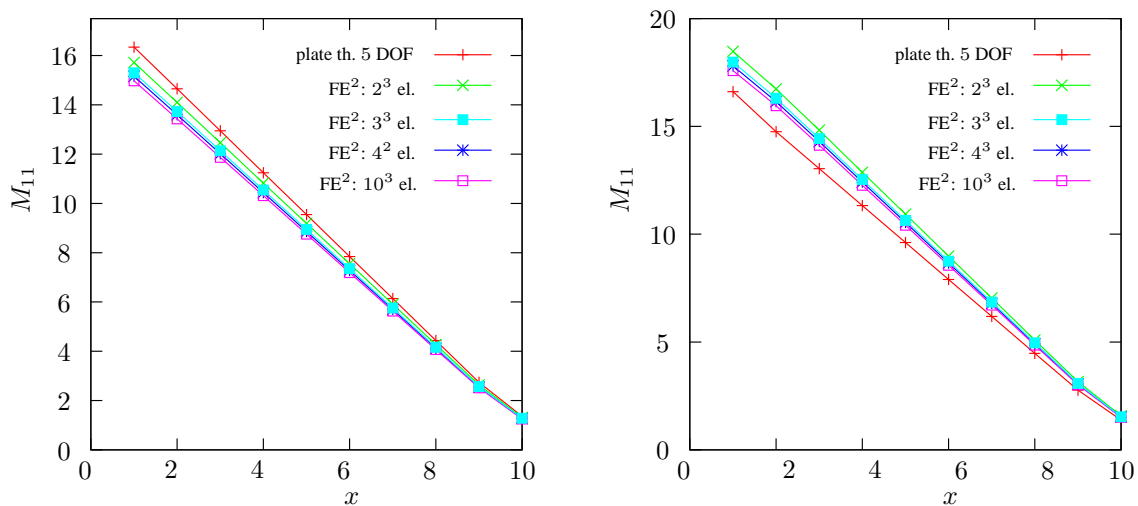 16
14
12
10
8
6
4
2
0
M₁₁
plate th. 5 DOF
FE²: 2³ el.
FE²: 3³ el.
FE²: 4² el.
FE²: 10³ el.
0 2 4 6 8 10
x
20
15
10
5
0
M₁₁
plate th. 5 DOF
FE²: 2³ el.
FE²: 3³ el.
FE²: 4³ el.
FE²: 10³ el.
0 2 4 6 8 10
x